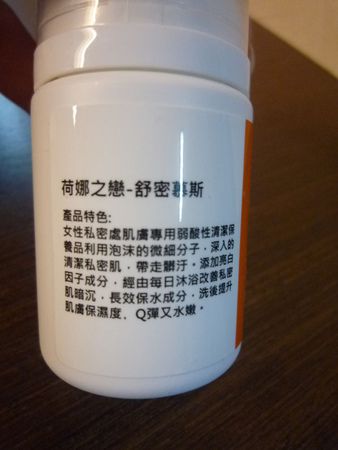 荷娜之戀-舒密慕斯
產品特色:
女性私密處肌膚專用弱酸性清潔保
養品利用泡沫的微細分子，深入的
清潔私密肌，帶走髒汙。添加亮白
因子成分，經由每日沐浴改善私密
肌暗沉，長效保水成分，洗後提升
肌膚保濕度、Q彈又水嫩。